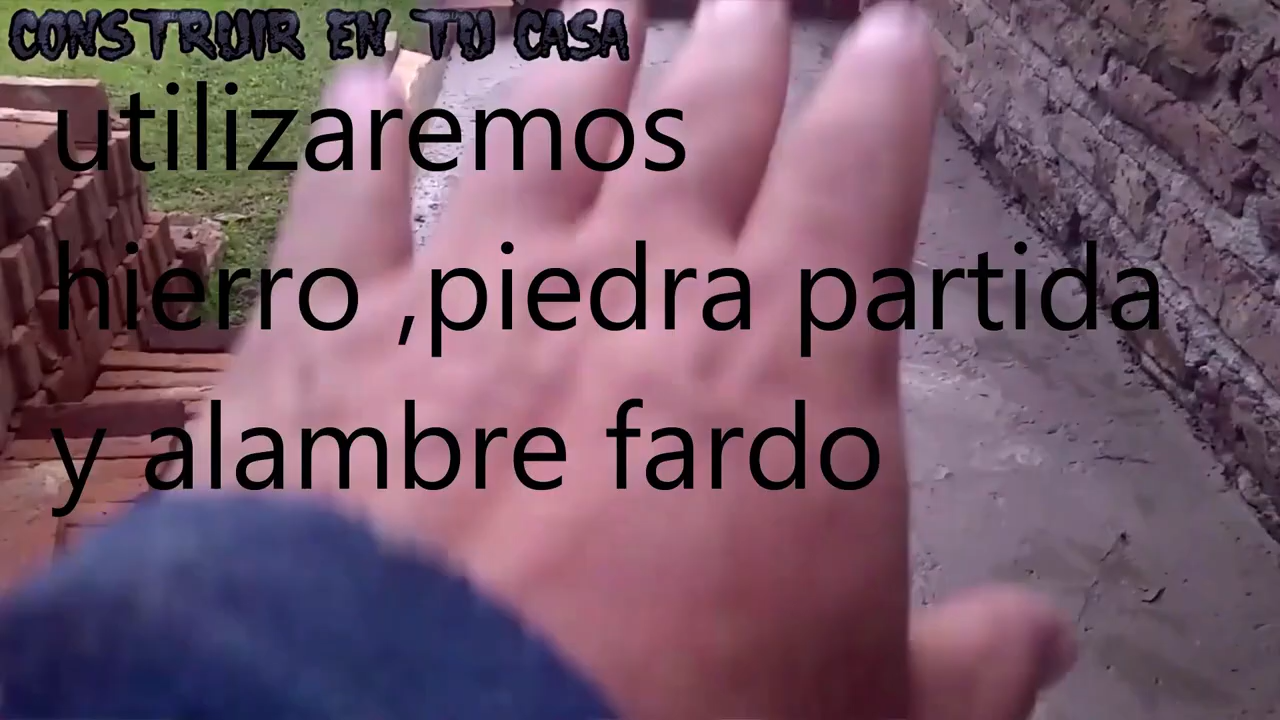 CONSTRUIR EN TU CASA
utilizaremos
hierro ,piedra partida
y alambre fardo